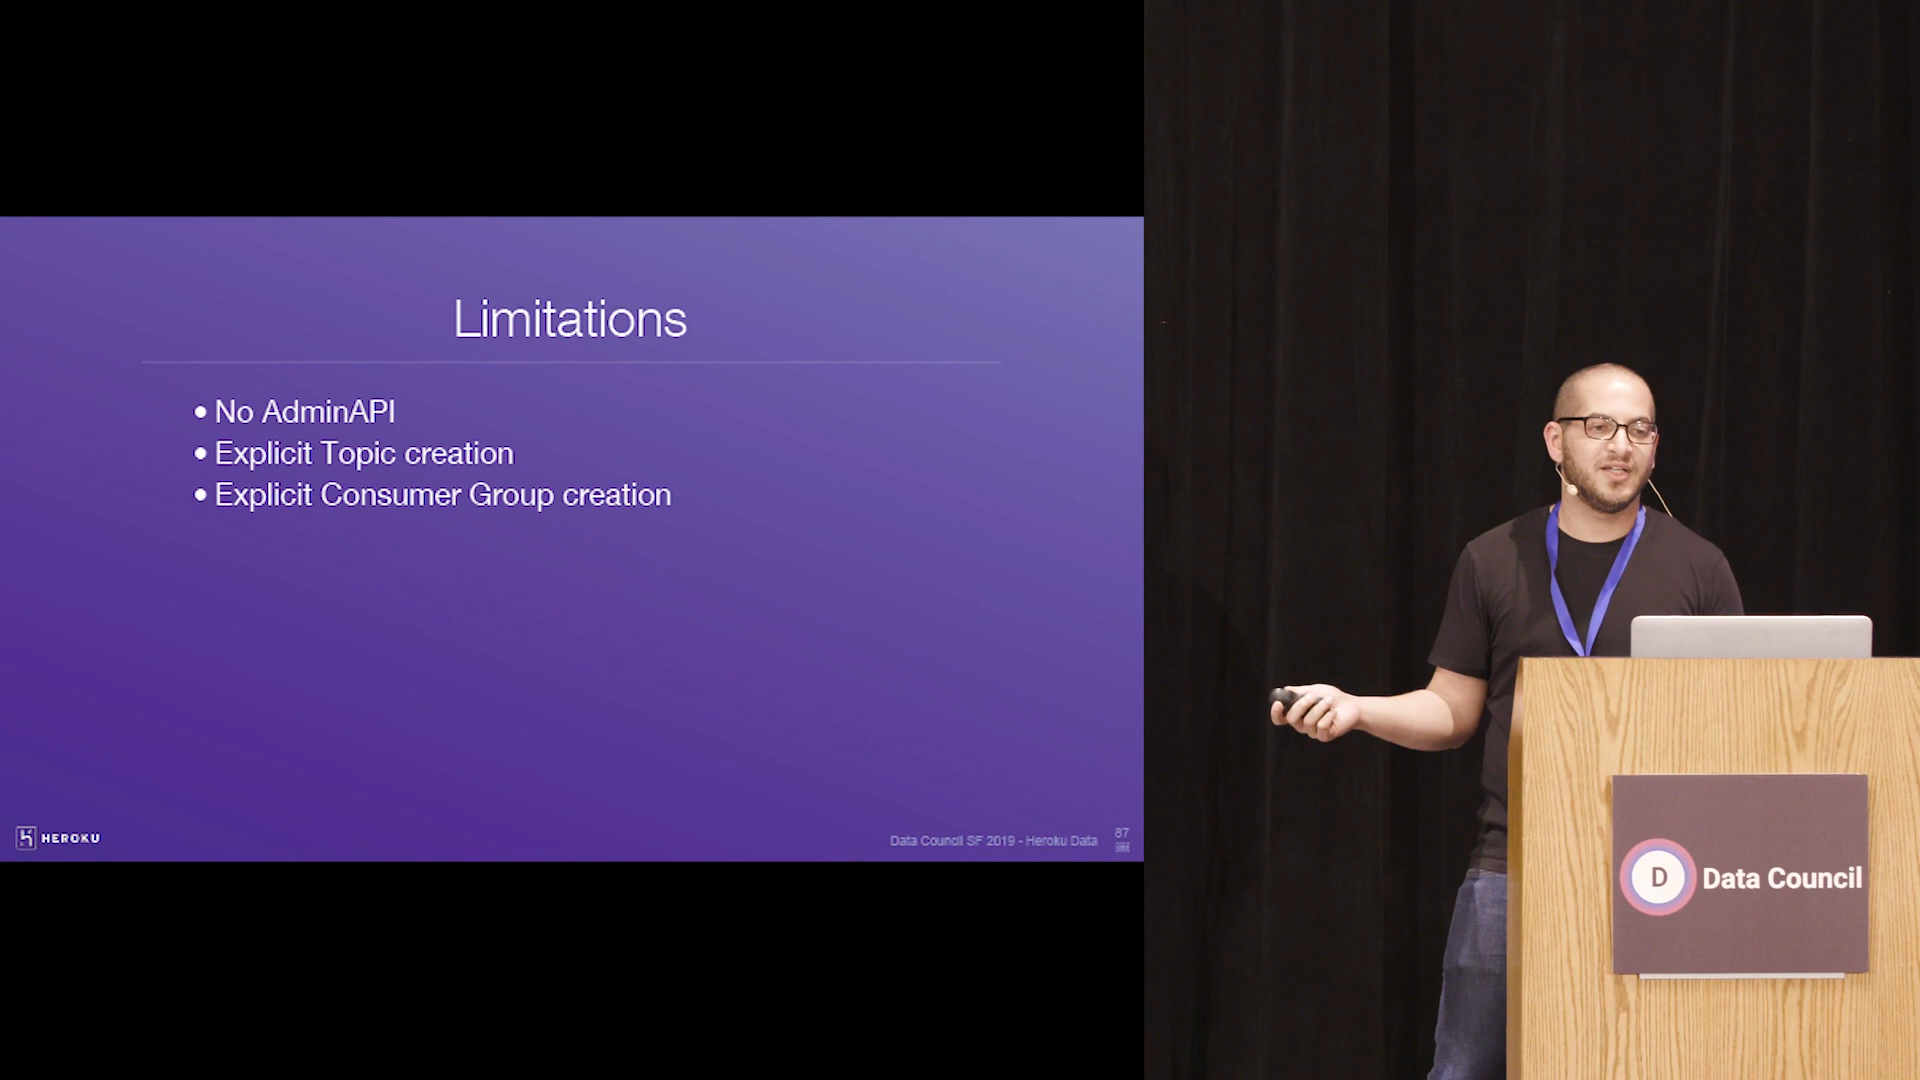 Limitations
• No AdminAPI
• Explicit Topic creation
• Explicit Consumer Group creation
HEROKU
Data Council SF 2019 - Heroku Data
87
D Data Council